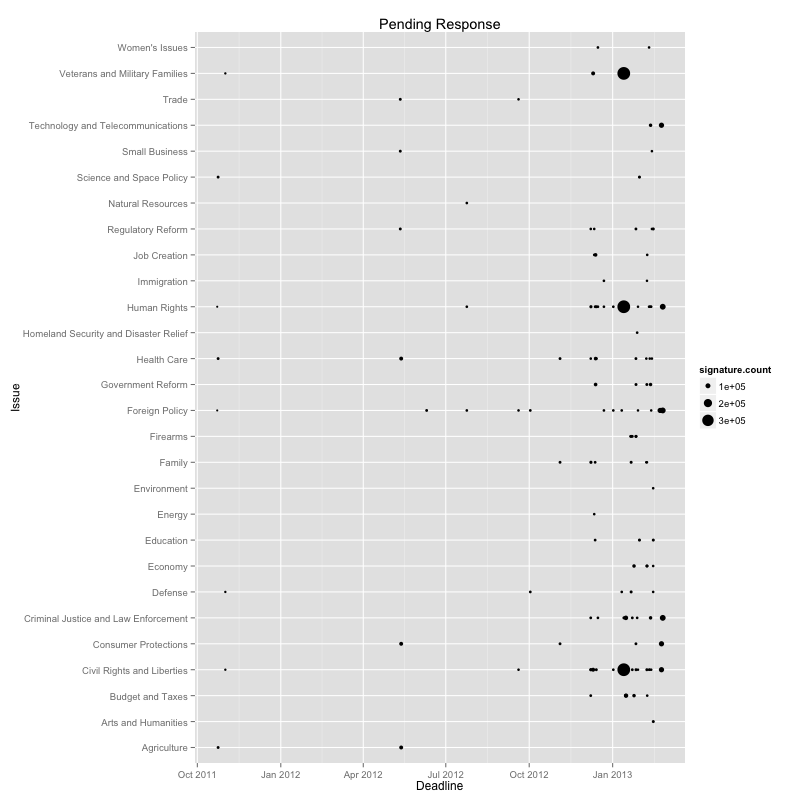 Pending Response
Women's Issues
Veterans and Military Families
Trade
Technology and Telecommunications
Small Business
Science and Space Policy
Natural Resources
Regulatory Reform
Job Creation
Immigration
Human Rights
Homeland Security and Disaster Relief
Health Care
Government Reform
Foreign Policy
Firearms
Family
Environment
Energy
Education
Economy
Defense
Criminal Justice and Law Enforcement
Consumer Protections
Civil Rights and Liberties
Budget and Taxes
Arts and Humanities
Agriculture
Issue
Oct 2011 Jan 2012 Apr 2012 Jul 2012 Oct 2012 Jan 2013
Deadline
signature.count
1e+05
2e+05
3e+05